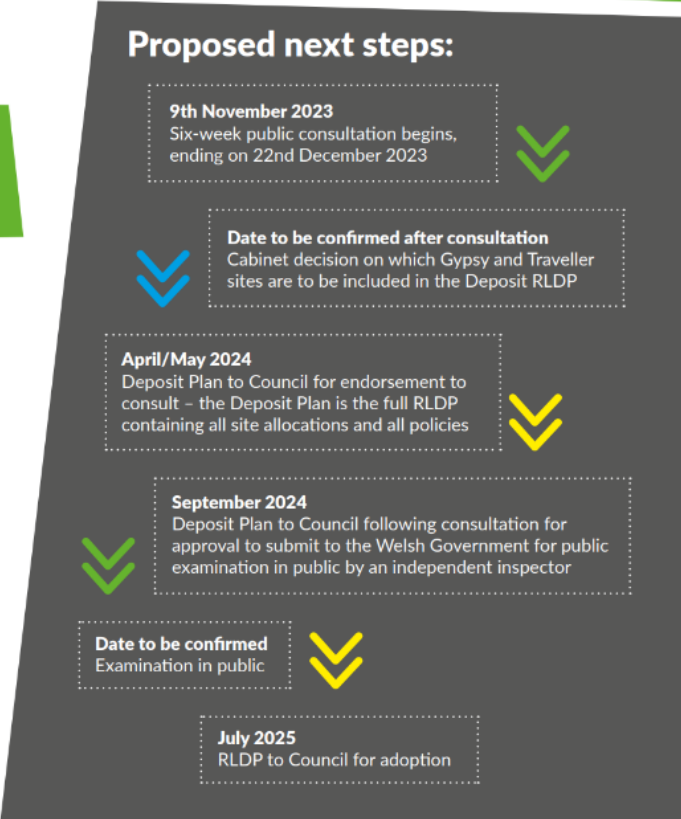 Proposed next steps:
9th November 2023
Six-week public consultation begins,
ending on 22nd December 2023
Date to be confirmed after consultation
Cabinet decision on which Gypsy and Traveller
sites are to be included in the Deposit RLDP
April/May 2024
Deposit Plan to Council for endorsement to
consult – the Deposit Plan is the full RLDP
containing all site allocations and all policies
September 2024
Deposit Plan to Council following consultation for
approval to submit to the Welsh Government for public
examination in public by an independent inspector
Date to be confirmed
Examination in public
July 2025
RLDP to Council for adoption